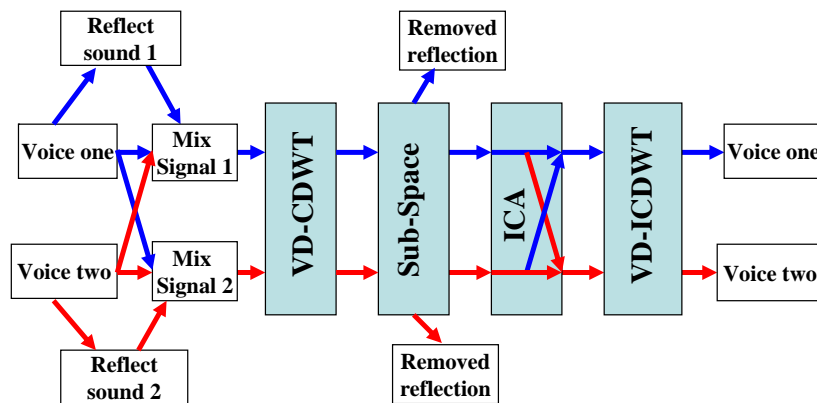 Reflect
sound 1
Removed
reflection
Voice one
Mix
Signal 1
VD-CDWT
Sub-Space
ICA
VD-ICDWT
Voice one
Voice two
Mix
Signal 2
Voice two
Reflect
sound 2
Removed
reflection